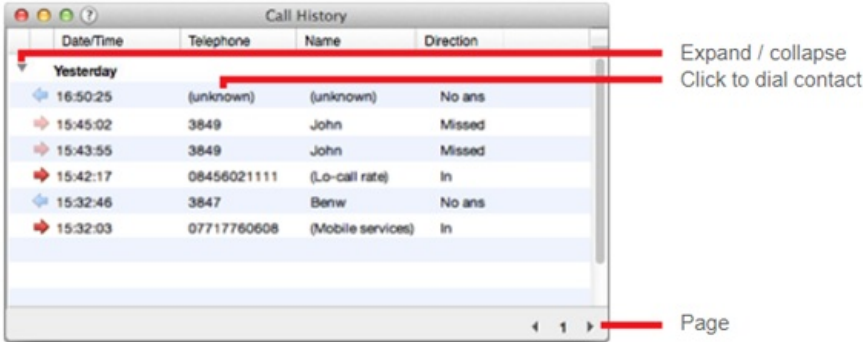 ? Call History
Date/Time Telephone Name Direction
Expand / collapse
Yesterday
Click to dial contact
16:50:25 (unknown) (unknown) No ans
15:45:02 3849 John Missed
15:43:55 3849 John Missed
15:42:17 08456021111 (Lo-call rate) In
15:32:46 3847 Benw No ans
15:32:03 07717760608 (Mobile services) In
1 Page